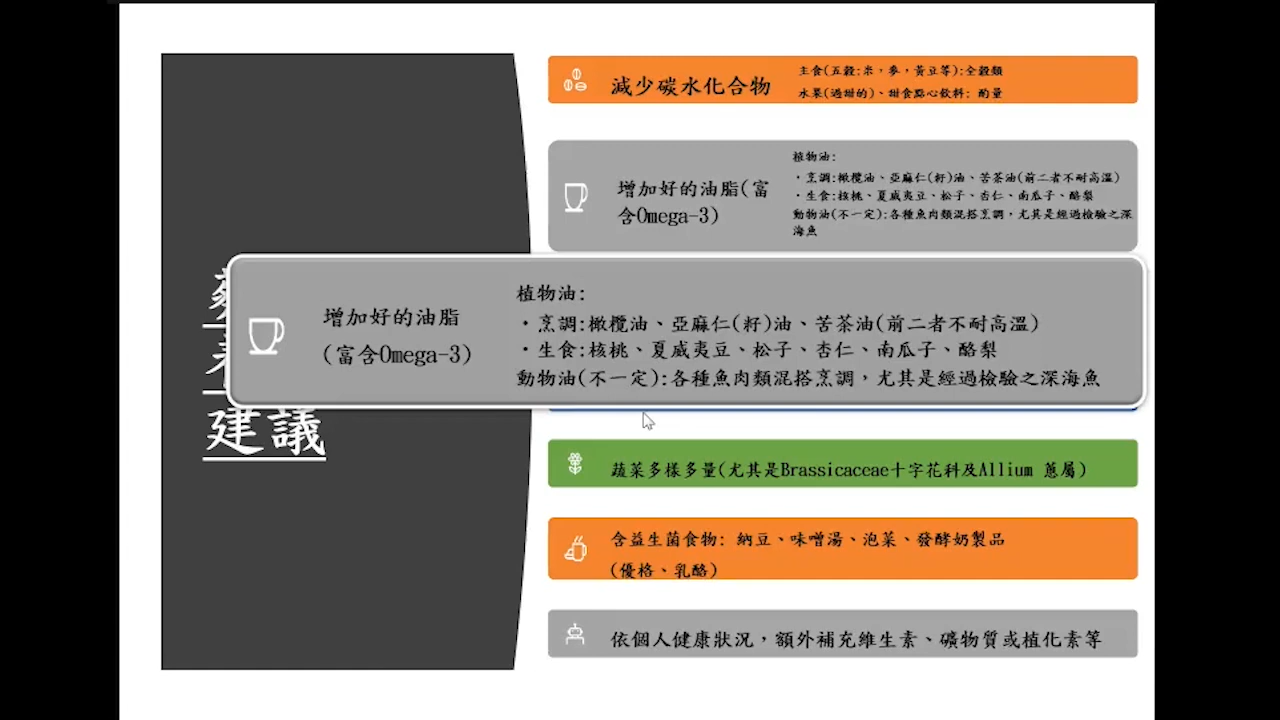 減少碳水化合物
主食(五穀:米，麥，黃豆等):全穀類
水果(過甜的)、甜食點心飲料: 酌量
增加好的油脂(富
含Omega-3)
植物油:
·烹調:橄欖油、亞麻仁(籽)油、苦茶油(前二者不耐高溫)
·生食:核桃、夏威夷豆、松子、杏仁、南瓜子、酪梨
動物油(不一定):各種魚肉類混搭烹調，尤其是經過檢驗之深
海魚
增加好的油脂
(富含Omega-3)
植物油:
·烹調:橄欖油、亞麻仁(籽)油、苦茶油(前二者不耐高溫)
·生食:核桃、夏威夷豆、松子、杏仁、南瓜子、酪梨
動物油(不一定):各種魚肉類混搭烹調，尤其是經過檢驗之深海魚
建議
蔬菜多樣多量(尤其是Brassicaceae十字花科及Allium 蔥屬)
含益生菌食物: 納豆、味噌湯、泡菜、發酵奶製品
(優格、乳酪)
依個人健康狀況，額外補充維生素、礦物質或植化素等